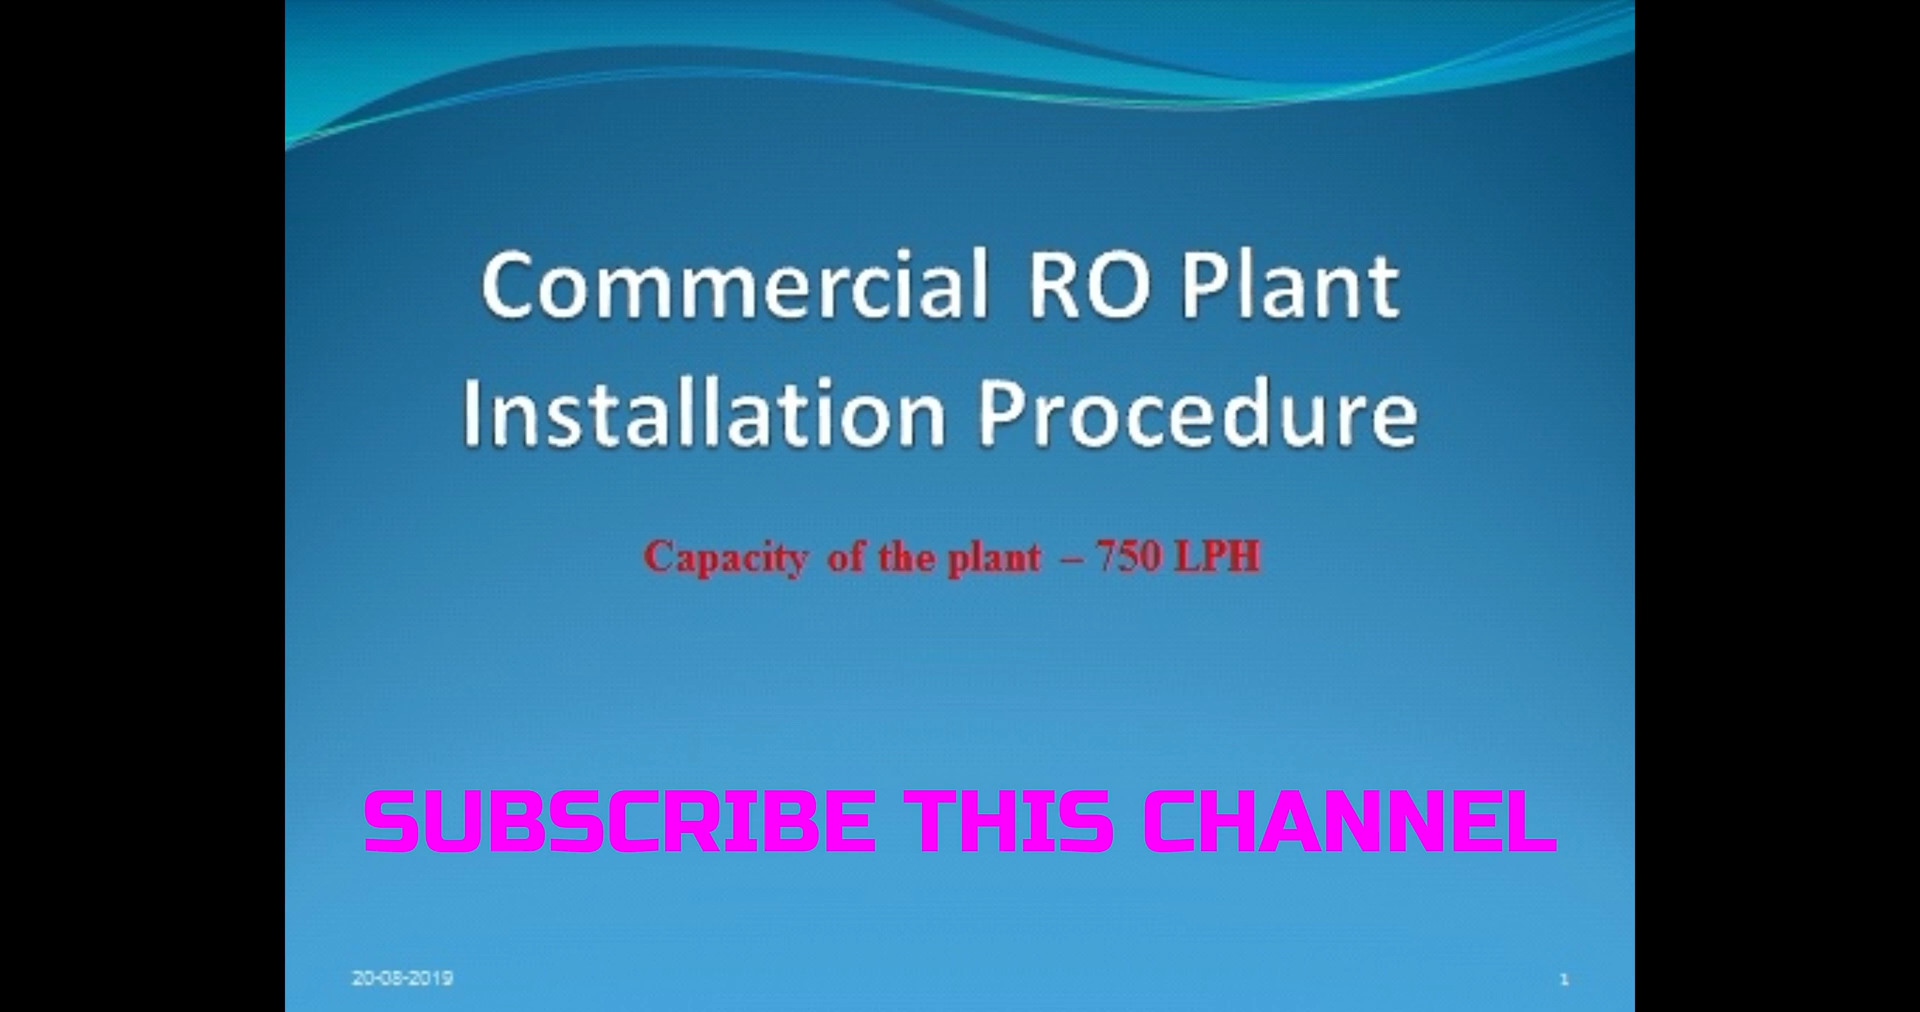 Commercial RO Plant
Installation Procedure
Capacity of the plant – 750 LPH
SUBSCRIBE THIS CHANNEL
20-08-2019
1